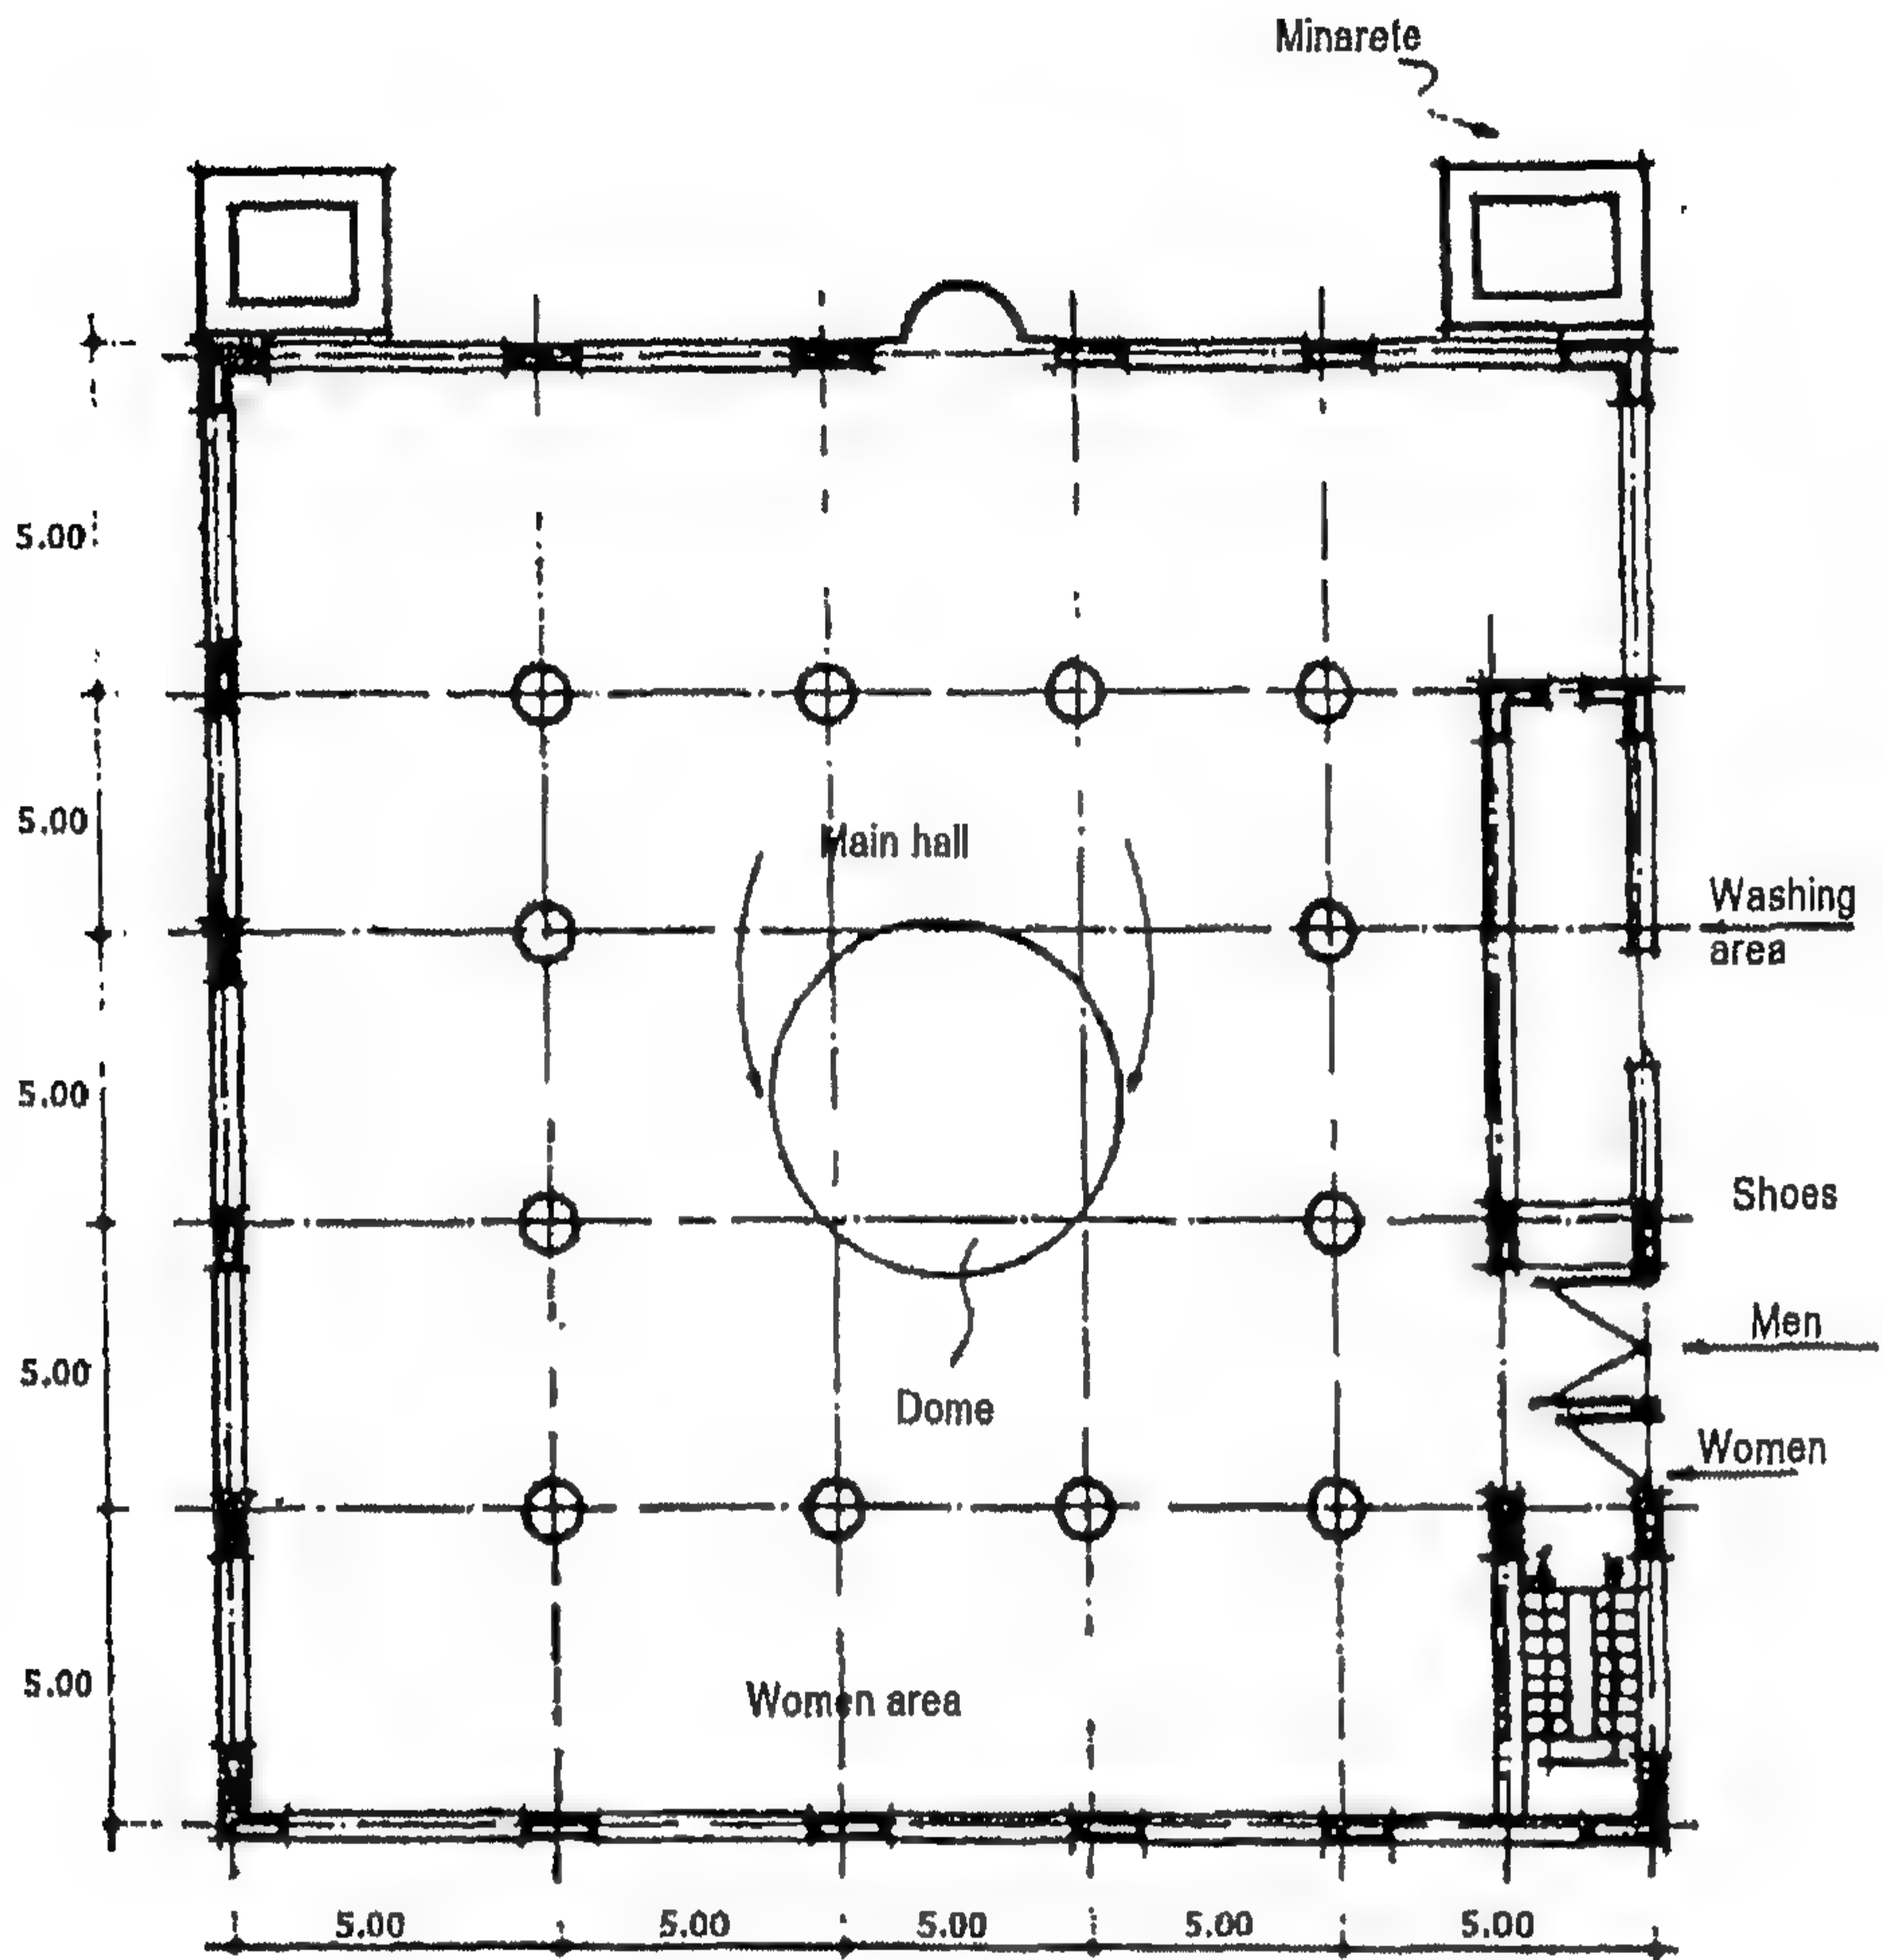 Minarete
5.00
5.00
Main hall
Washing
area
5.00
Shoes
Men
5.00
Dome
Women
5.00
Women area
5.00 5.00 5.00 5.00 5.00